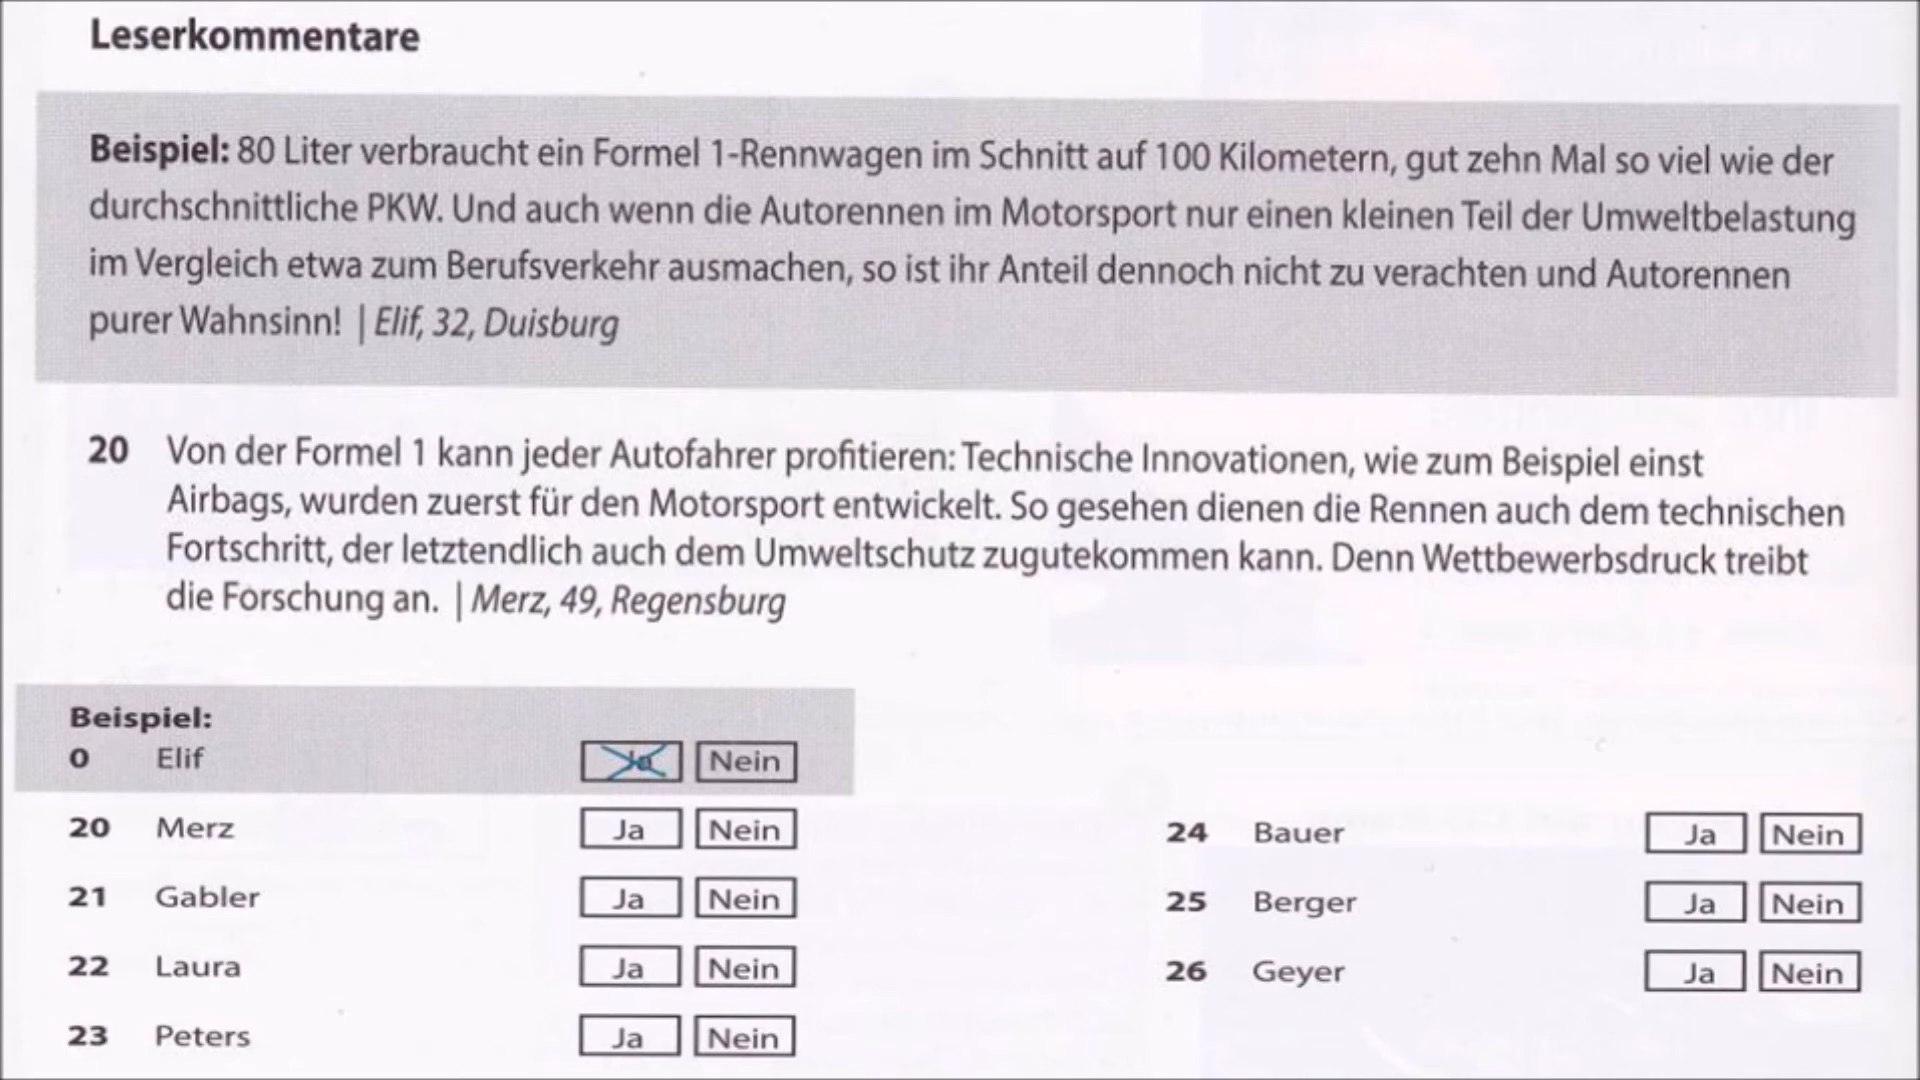 Leserkommentare
Beispiel: 80 Liter verbraucht ein Formel 1-Rennwagen im Schnitt auf 100 Kilometern, gut zehn Mal so viel wie der
durchschnittliche PKW. Und auch wenn die Autorennen im Motorsport nur einen kleinen Teil der Umweltbelastung
im Vergleich etwa zum Berufsverkehr ausmachen, so ist ihr Anteil dennoch nicht zu verachten und Autorennen
purer Wahnsinn! | Elif, 32, Duisburg
20 Von der Formel 1 kann jeder Autofahrer profitieren: Technische Innovationen, wie zum Beispiel einst
Airbags, wurden zuerst für den Motorsport entwickelt. So gesehen dienen die Rennen auch dem technischen
Fortschritt, der letztendlich auch dem Umweltschutz zugutekommen kann. Denn Wettbewerbsdruck treibt
die Forschung an. | Merz, 49, Regensburg
Beispiel:
0 Elif Ja Nein
20 Merz Ja Nein
21 Gabler Ja Nein
22 Laura Ja Nein
23 Peters Ja Nein
24 Bauer Ja Nein
25 Berger Ja Nein
26 Geyer Ja Nein